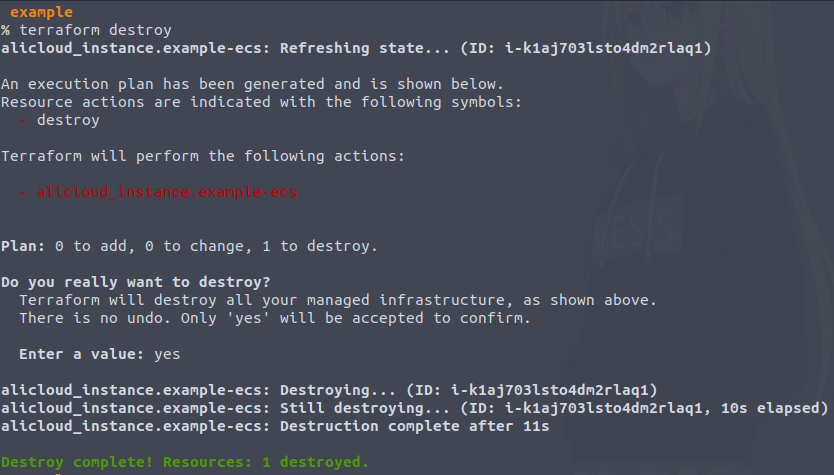 example
% terraform destroy
alicloud_instance.example-ecs: Refreshing state... (ID: i-k1aj703lsto4dm2rlaq1)
An execution plan has been generated and is shown below.
Resource actions are indicated with the following symbols:
- destroy
Terraform will perform the following actions:
- alicloud_instance.example-ecs
Plan: 0 to add, 0 to change, 1 to destroy.
Do you really want to destroy?
Terraform will destroy all your managed infrastructure, as shown above.
There is no undo. Only 'yes' will be accepted to confirm.
Enter a value: yes
alicloud_instance.example-ecs: Destroying... (ID: i-k1aj703lsto4dm2rlaq1)
alicloud_instance.example-ecs: Still destroying... (ID: i-k1aj703lsto4dm2rlaq1, 10s elapsed)
alicloud_instance.example-ecs: Destruction complete after 11s
Destroy complete! Resources: 1 destroyed.